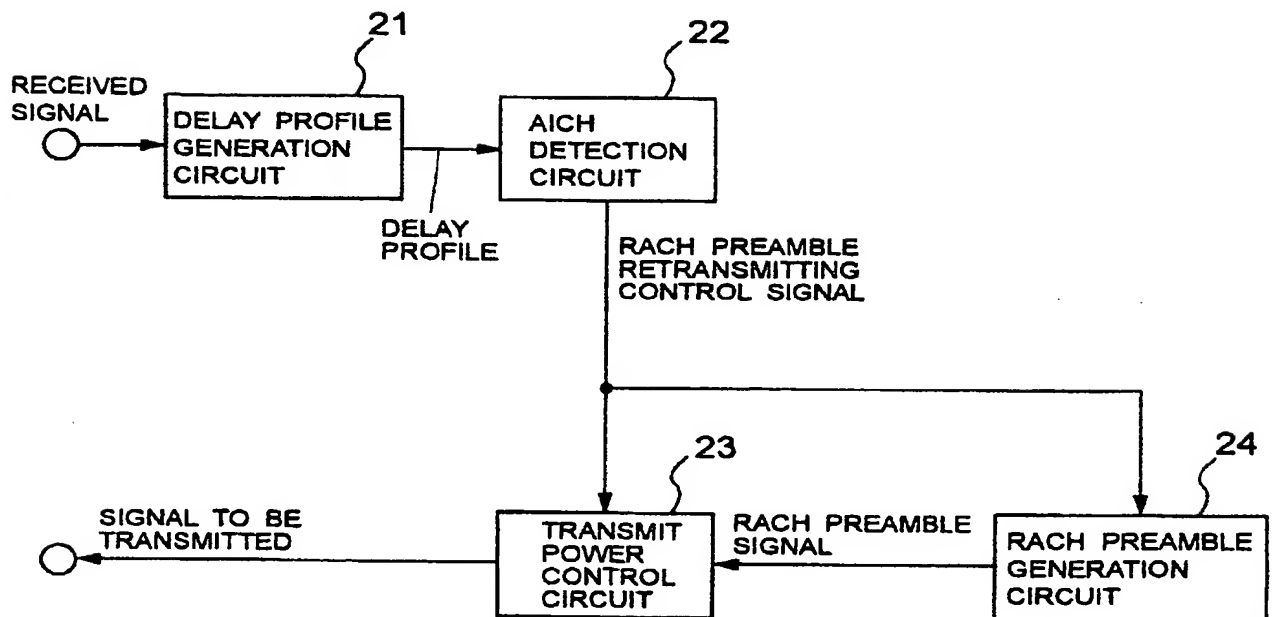 21
22
RECEIVED
SIGNAL
DELAY PROFILE
GENERATION
CIRCUIT
AICH
DETECTION
CIRCUIT
DELAY
PROFILE
RACH PREAMBLE
RETRANSMITTING
CONTROL SIGNAL
23
24
SIGNAL TO BE
TRANSMITTED
TRANSMIT
POWER
CONTROL
CIRCUIT
RACH PREAMBLE
SIGNAL
RACH PREAMBLE
GENERATION
CIRCUIT